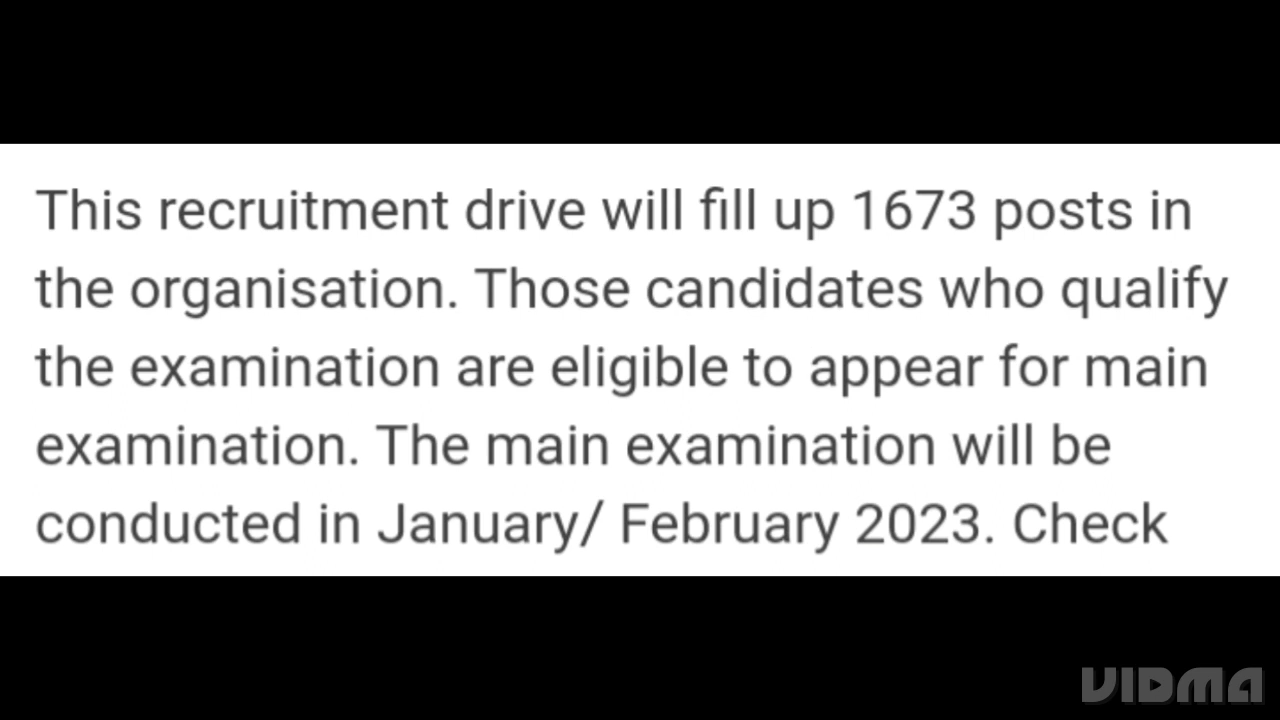 This recruitment drive will fill up 1673 posts in
the organisation. Those candidates who qualify
the examination are eligible to appear for main
examination. The main examination will be
conducted in January/ February 2023. Check
VIDMA